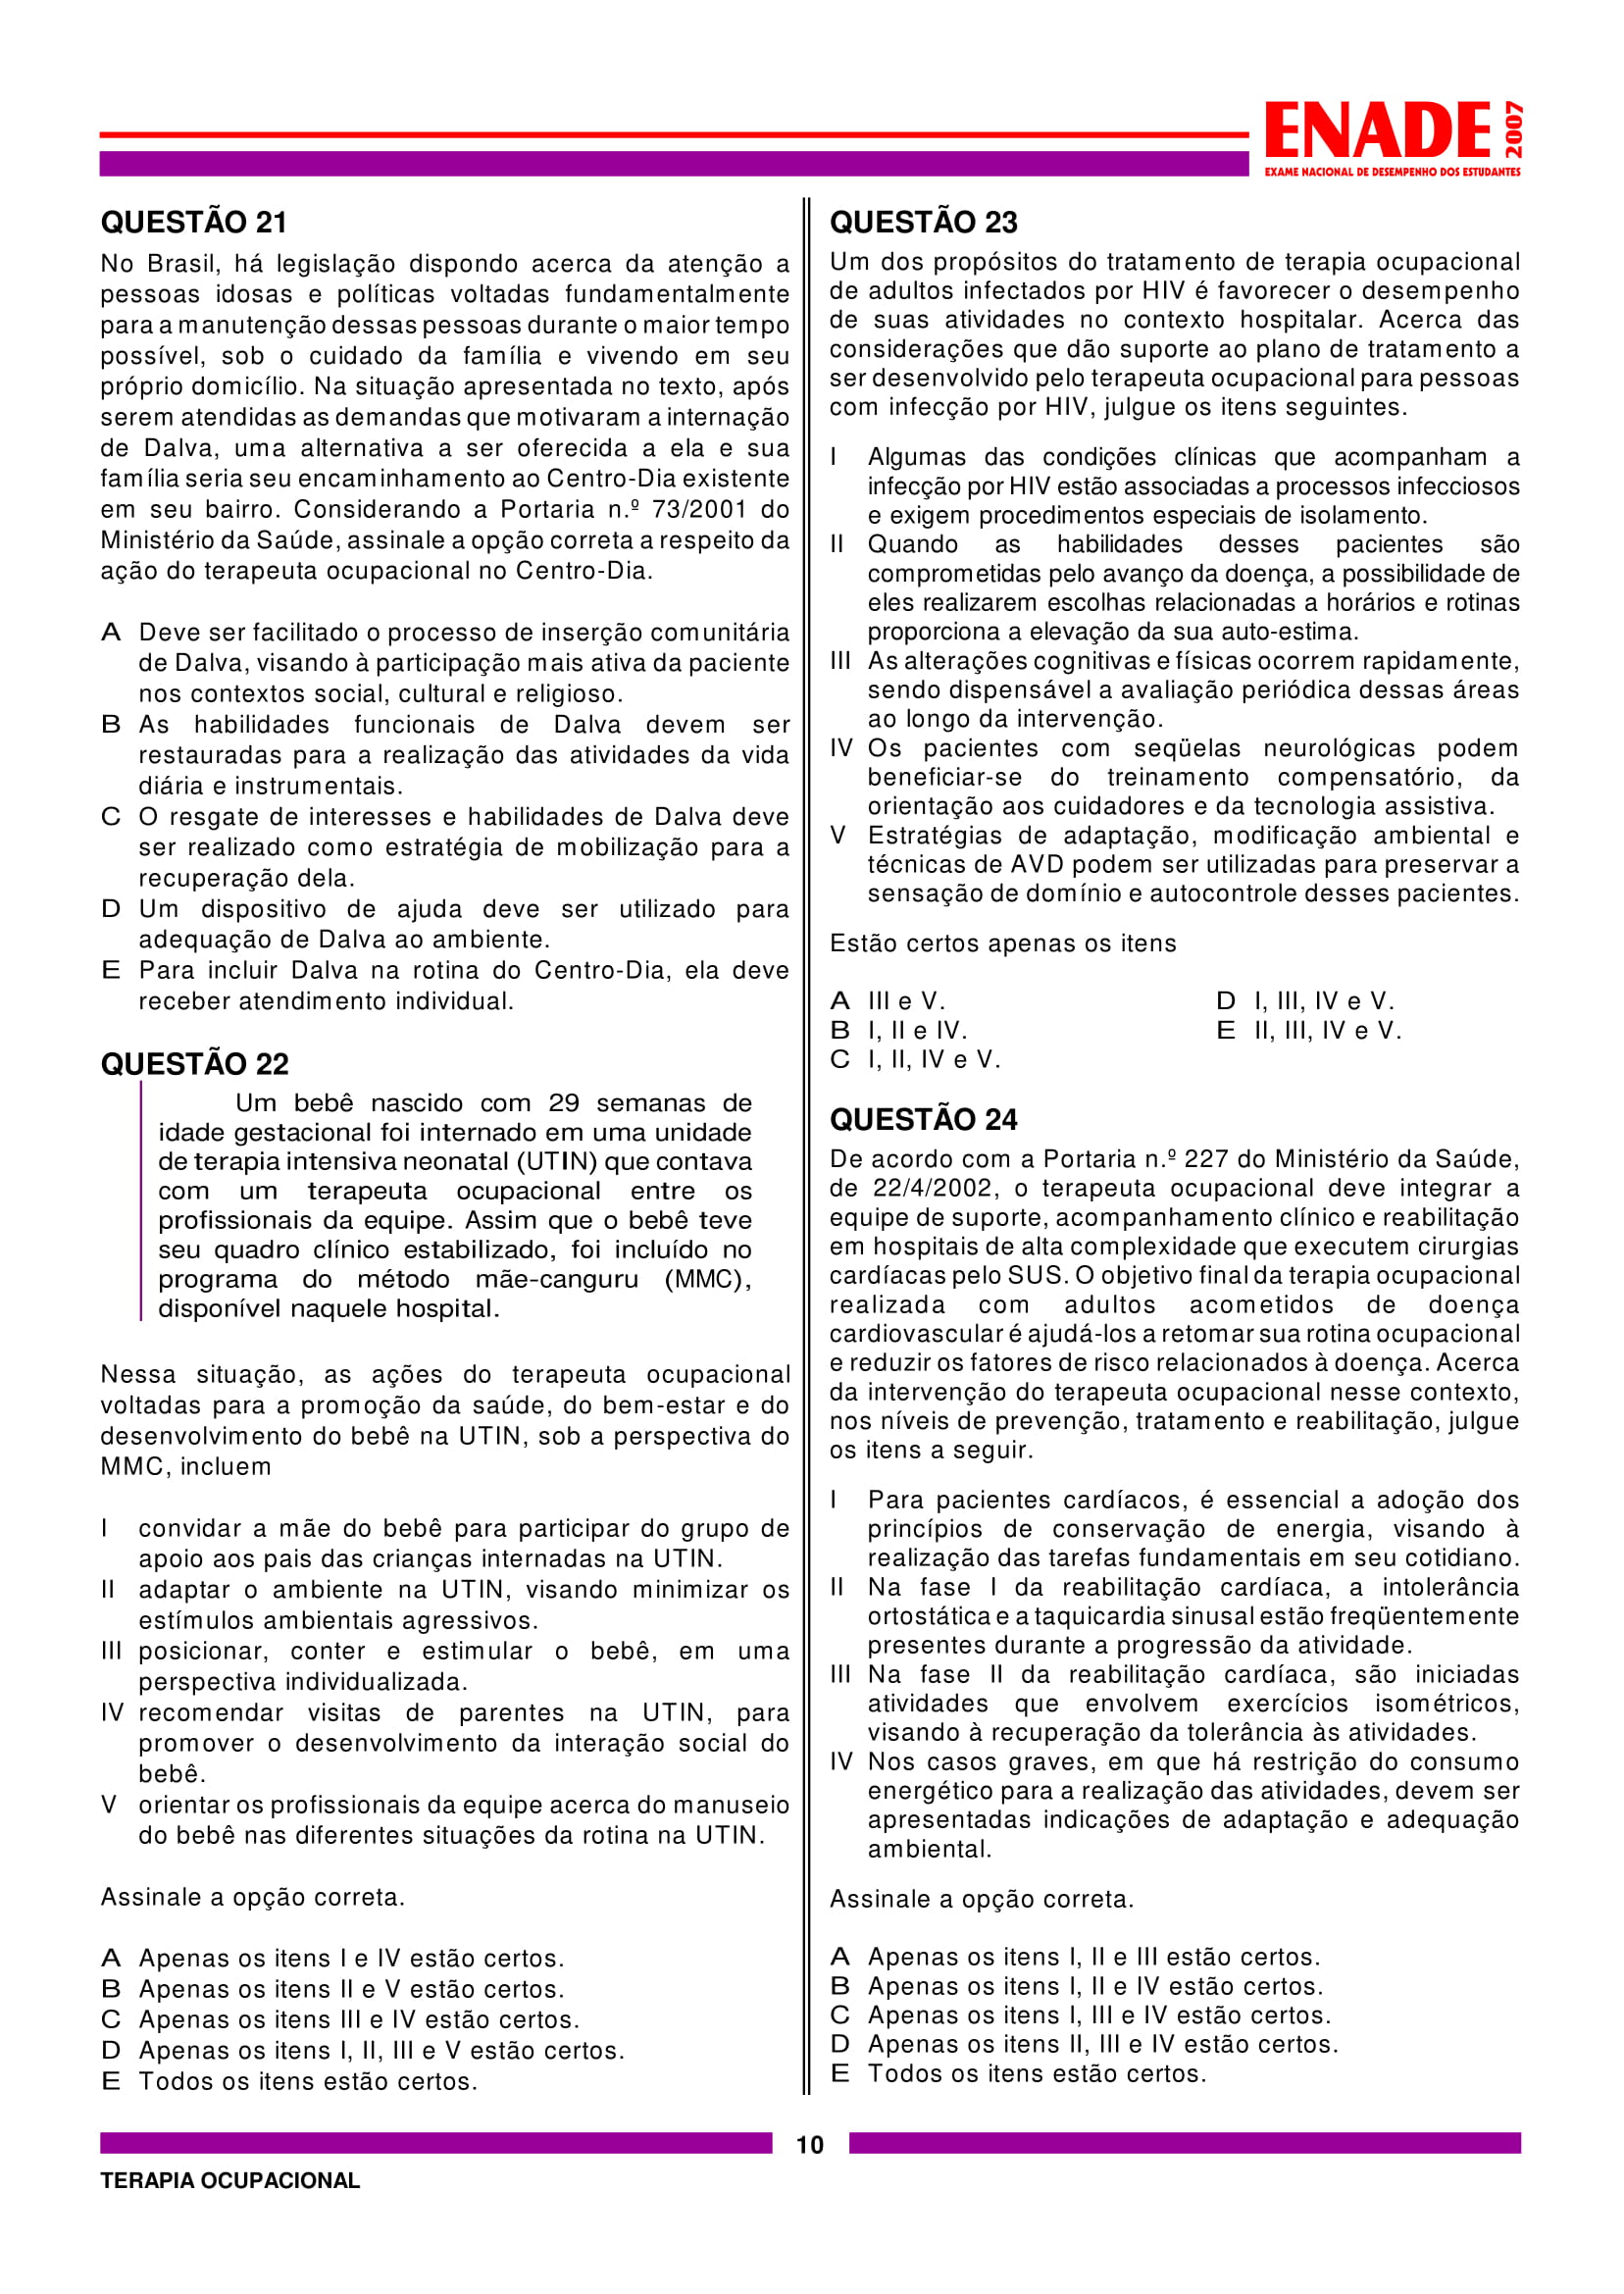 ENADE
2007
EXAME NACIONAL DE DESEMPENHO DOS ESTUDANTES
QUESTÃO 21
No Brasil, há legislação dispondo acerca da atenção a
pessoas idosas e políticas voltadas fundamentalmente
para a manutenção dessas pessoas durante o maior tempo
possível, sob o cuidado da família e vivendo em seu
próprio domicílio. Na situação apresentada no texto, após
serem atendidas as demandas que motivaram a internação
de Dalva, uma alternativa a ser oferecida a ela e sua
família seria seu encaminhamento ao Centro-Dia existente
em seu bairro. Considerando a Portaria n.º 73/2001 do
Ministério da Saúde, assinale a opção correta a respeito da
ação do terapeuta ocupacional no Centro-Dia.
A Deve ser facilitado o processo de inserção comunitária
de Dalva, visando à participação mais ativa da paciente
nos contextos social, cultural e religioso.
B As habilidades funcionais de Dalva devem ser
restauradas para a realização das atividades da vida
diária e instrumentais.
C O resgate de interesses e habilidades de Dalva deve
ser realizado como estratégia de mobilização para a
recuperação dela.
D Um dispositivo de ajuda deve ser utilizado para
adequação de Dalva ao ambiente.
E Para incluir Dalva na rotina do Centro-Dia, ela deve
receber atendimento individual.
QUESTÃO 22
Um bebê nascido com 29 semanas de
idade gestacional foi internado em uma unidade
de terapia intensiva neonatal (UTIN) que contava
com um terapeuta ocupacional entre os
profissionais da equipe. Assim que o bebê teve
seu quadro clínico estabilizado, foi incluído no
programa do método mãe-canguru (MMC),
disponível naquele hospital.
Nessa situação, as ações do terapeuta ocupacional
voltadas para a promoção da saúde, do bem-estar e do
desenvolvimento do bebê na UTIN, sob a perspectiva do
MMC, incluem
I convidar a mãe do bebê para participar do grupo de
apoio aos pais das crianças internadas na UTIN.
II adaptar o ambiente na UTIN, visando minimizar os
estímulos ambientais agressivos.
III posicionar, conter e estimular o bebê, em uma
perspectiva individualizada.
IV recomendar visitas de parentes na UTIN, para
promover o desenvolvimento da interação social do
bebê.
V orientar os profissionais da equipe acerca do manuseio
do bebê nas diferentes situações da rotina na UTIN.
Assinale a opção correta.
A Apenas os itens I e IV estão certos.
B Apenas os itens II e V estão certos.
C Apenas os itens III e IV estão certos.
D Apenas os itens I, II, III e V estão certos.
E Todos os itens estão certos.
QUESTÃO 23
Um dos propósitos do tratamento de terapia ocupacional
de adultos infectados por HIV é favorecer o desempenho
de suas atividades no contexto hospitalar. Acerca das
considerações que dão suporte ao plano de tratamento a
ser desenvolvido pelo terapeuta ocupacional para pessoas
com infecção por HIV, julgue os itens seguintes.
I Algumas das condições clínicas que acompanham a
infecção por HIV estão associadas a processos infecciosos
e exigem procedimentos especiais de isolamento.
II Quando as habilidades desses pacientes são
comprometidas pelo avanço da doença, a possibilidade de
eles realizarem escolhas relacionadas a horários e rotinas
proporciona a elevação da sua auto-estima.
III As alterações cognitivas e físicas ocorrem rapidamente,
sendo dispensável a avaliação periódica dessas áreas
ao longo da intervenção.
IV Os pacientes com seqüelas neurológicas podem
beneficiar-se do treinamento compensatório, da
orientação aos cuidadores e da tecnologia assistiva.
V Estratégias de adaptação, modificação ambiental e
técnicas de AVD podem ser utilizadas para preservar a
sensação de domínio e autocontrole desses pacientes.
Estão certos apenas os itens
A III e V.
B I, II e IV.
C I, II, IV e V.
D I, III, IV e V.
E II, III, IV e V.
QUESTÃO 24
De acordo com a Portaria n.º 227 do Ministério da Saúde,
de 22/4/2002, o terapeuta ocupacional deve integrar a
equipe de suporte, acompanhamento clínico e reabilitação
em hospitais de alta complexidade que executem cirurgias
cardíacas pelo SUS. O objetivo final da terapia ocupacional
realizada com adultos acometidos de doença
cardiovascular é ajudá-los a retomar sua rotina ocupacional
e reduzir os fatores de risco relacionados à doença. Acerca
da intervenção do terapeuta ocupacional nesse contexto,
nos níveis de prevenção, tratamento e reabilitação, julgue
os itens a seguir.
I Para pacientes cardíacos, é essencial a adoção dos
princípios de conservação de energia, visando à
realização das tarefas fundamentais em seu cotidiano.
II Na fase I da reabilitação cardíaca, a intolerância
ortostática e a taquicardia sinusal estão freqüentemente
presentes durante a progressão da atividade.
III Na fase II da reabilitação cardíaca, são iniciadas
atividades que envolvem exercícios isométricos,
visando à recuperação da tolerância às atividades.
IV Nos casos graves, em que há restrição do consumo
energético para a realização das atividades, devem ser
apresentadas indicações de adaptação e adequação
ambiental.
Assinale a opção correta.
A Apenas os itens I, II e III estão certos.
B Apenas os itens I, II e IV estão certos.
C Apenas os itens I, III e IV estão certos.
D Apenas os itens II, III e IV estão certos.
E Todos os itens estão certos.
10
TERAPIA OCUPACIONAL